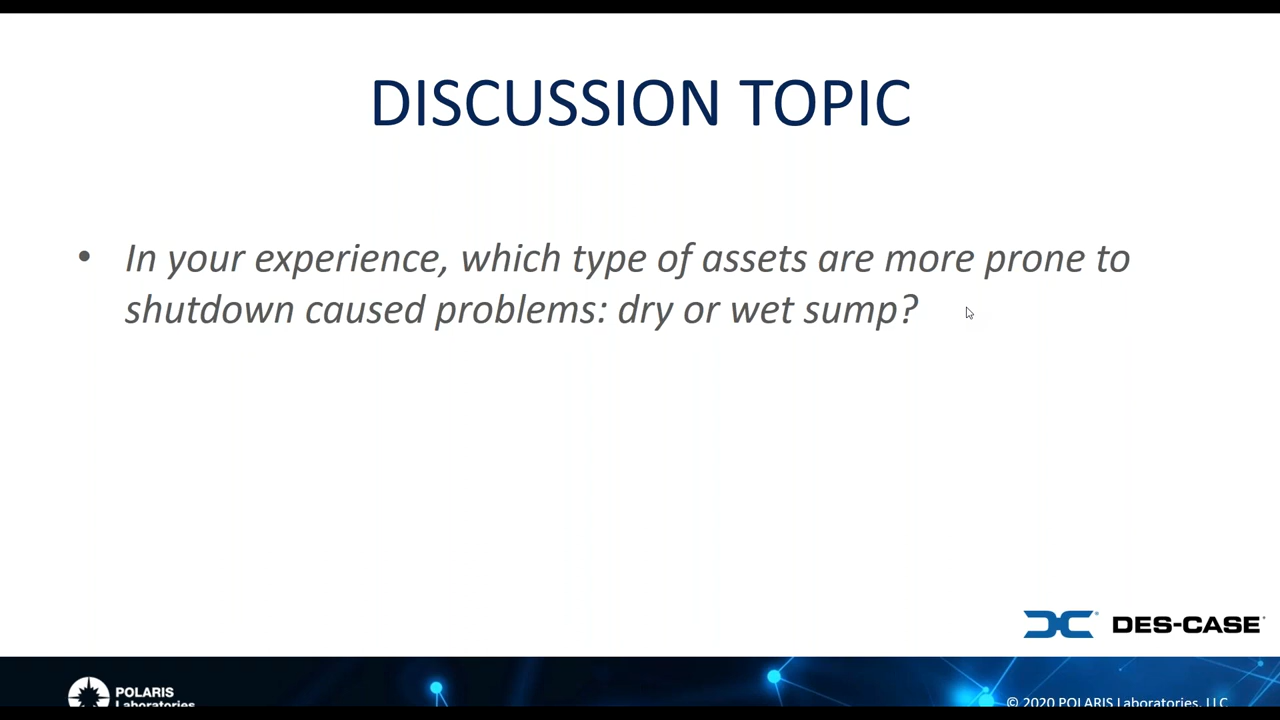 DISCUSSION TOPIC
• In your experience, which type of assets are more prone to
shutdown caused problems: dry or wet sump?
DES-CASE
POLARIS
Laboratories
© 2020 POLARIS Laboratories, LLC